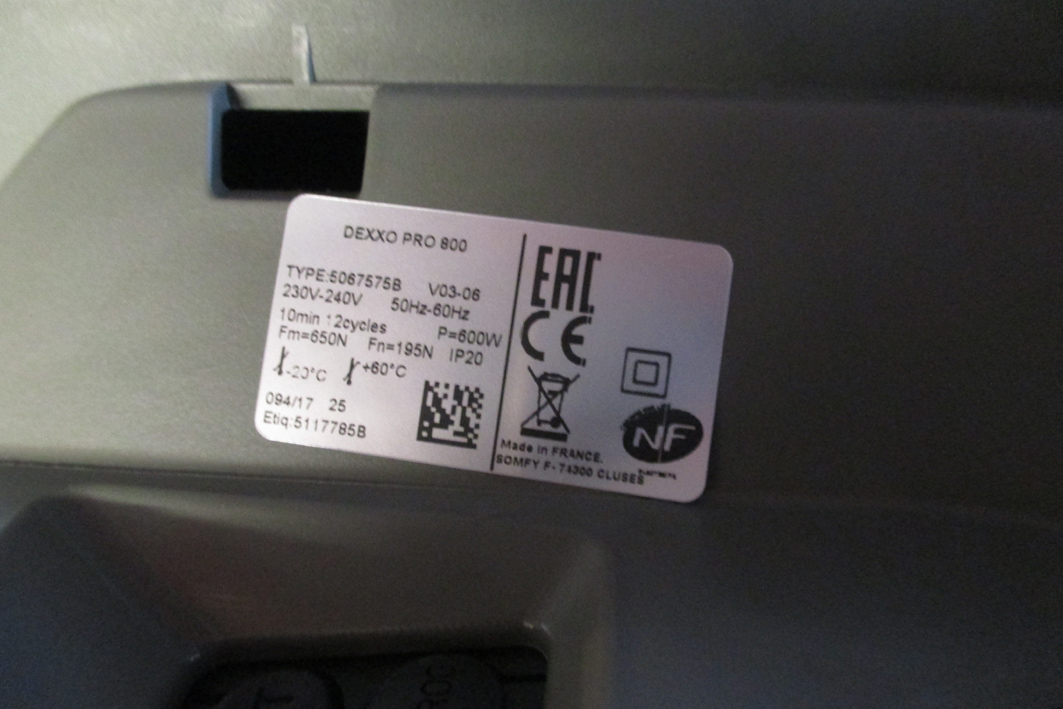 DEXXO PRO 800
TYPE:5067575B V03-06
230V-240V 50Hz-60Hz
10min 12cycles P=600W
Fm=650N Fn=195N IP20
-20°C +60°C
094/17 25
Etiq:5117785B
EAC
CE
NF
Made in FRANCE.
SOMFY F-74300 CLUSES